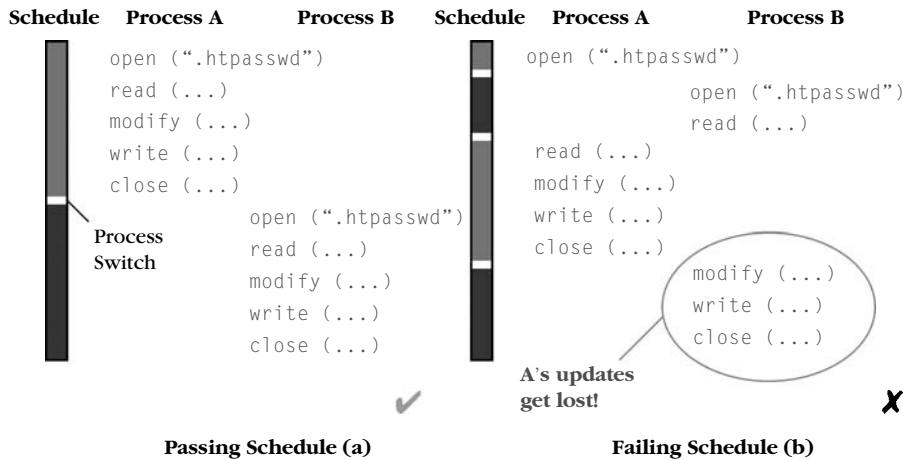 Schedule Process A Process B
open (“.htpasswd”)
read (...)
modify (...)
write (...)
close (...)
Process
Switch
open (“.htpasswd”)
read (...)
modify (...)
write (...)
close (...)
Passing Schedule (a)
Schedule Process A Process B
open (“.htpasswd”)
open (“.htpasswd”)
read (...)
read (...)
modify (...)
write (...)
close (...)
modify (...)
write (...)
close (...)
A’s updates
get lost!
Failing Schedule (b)